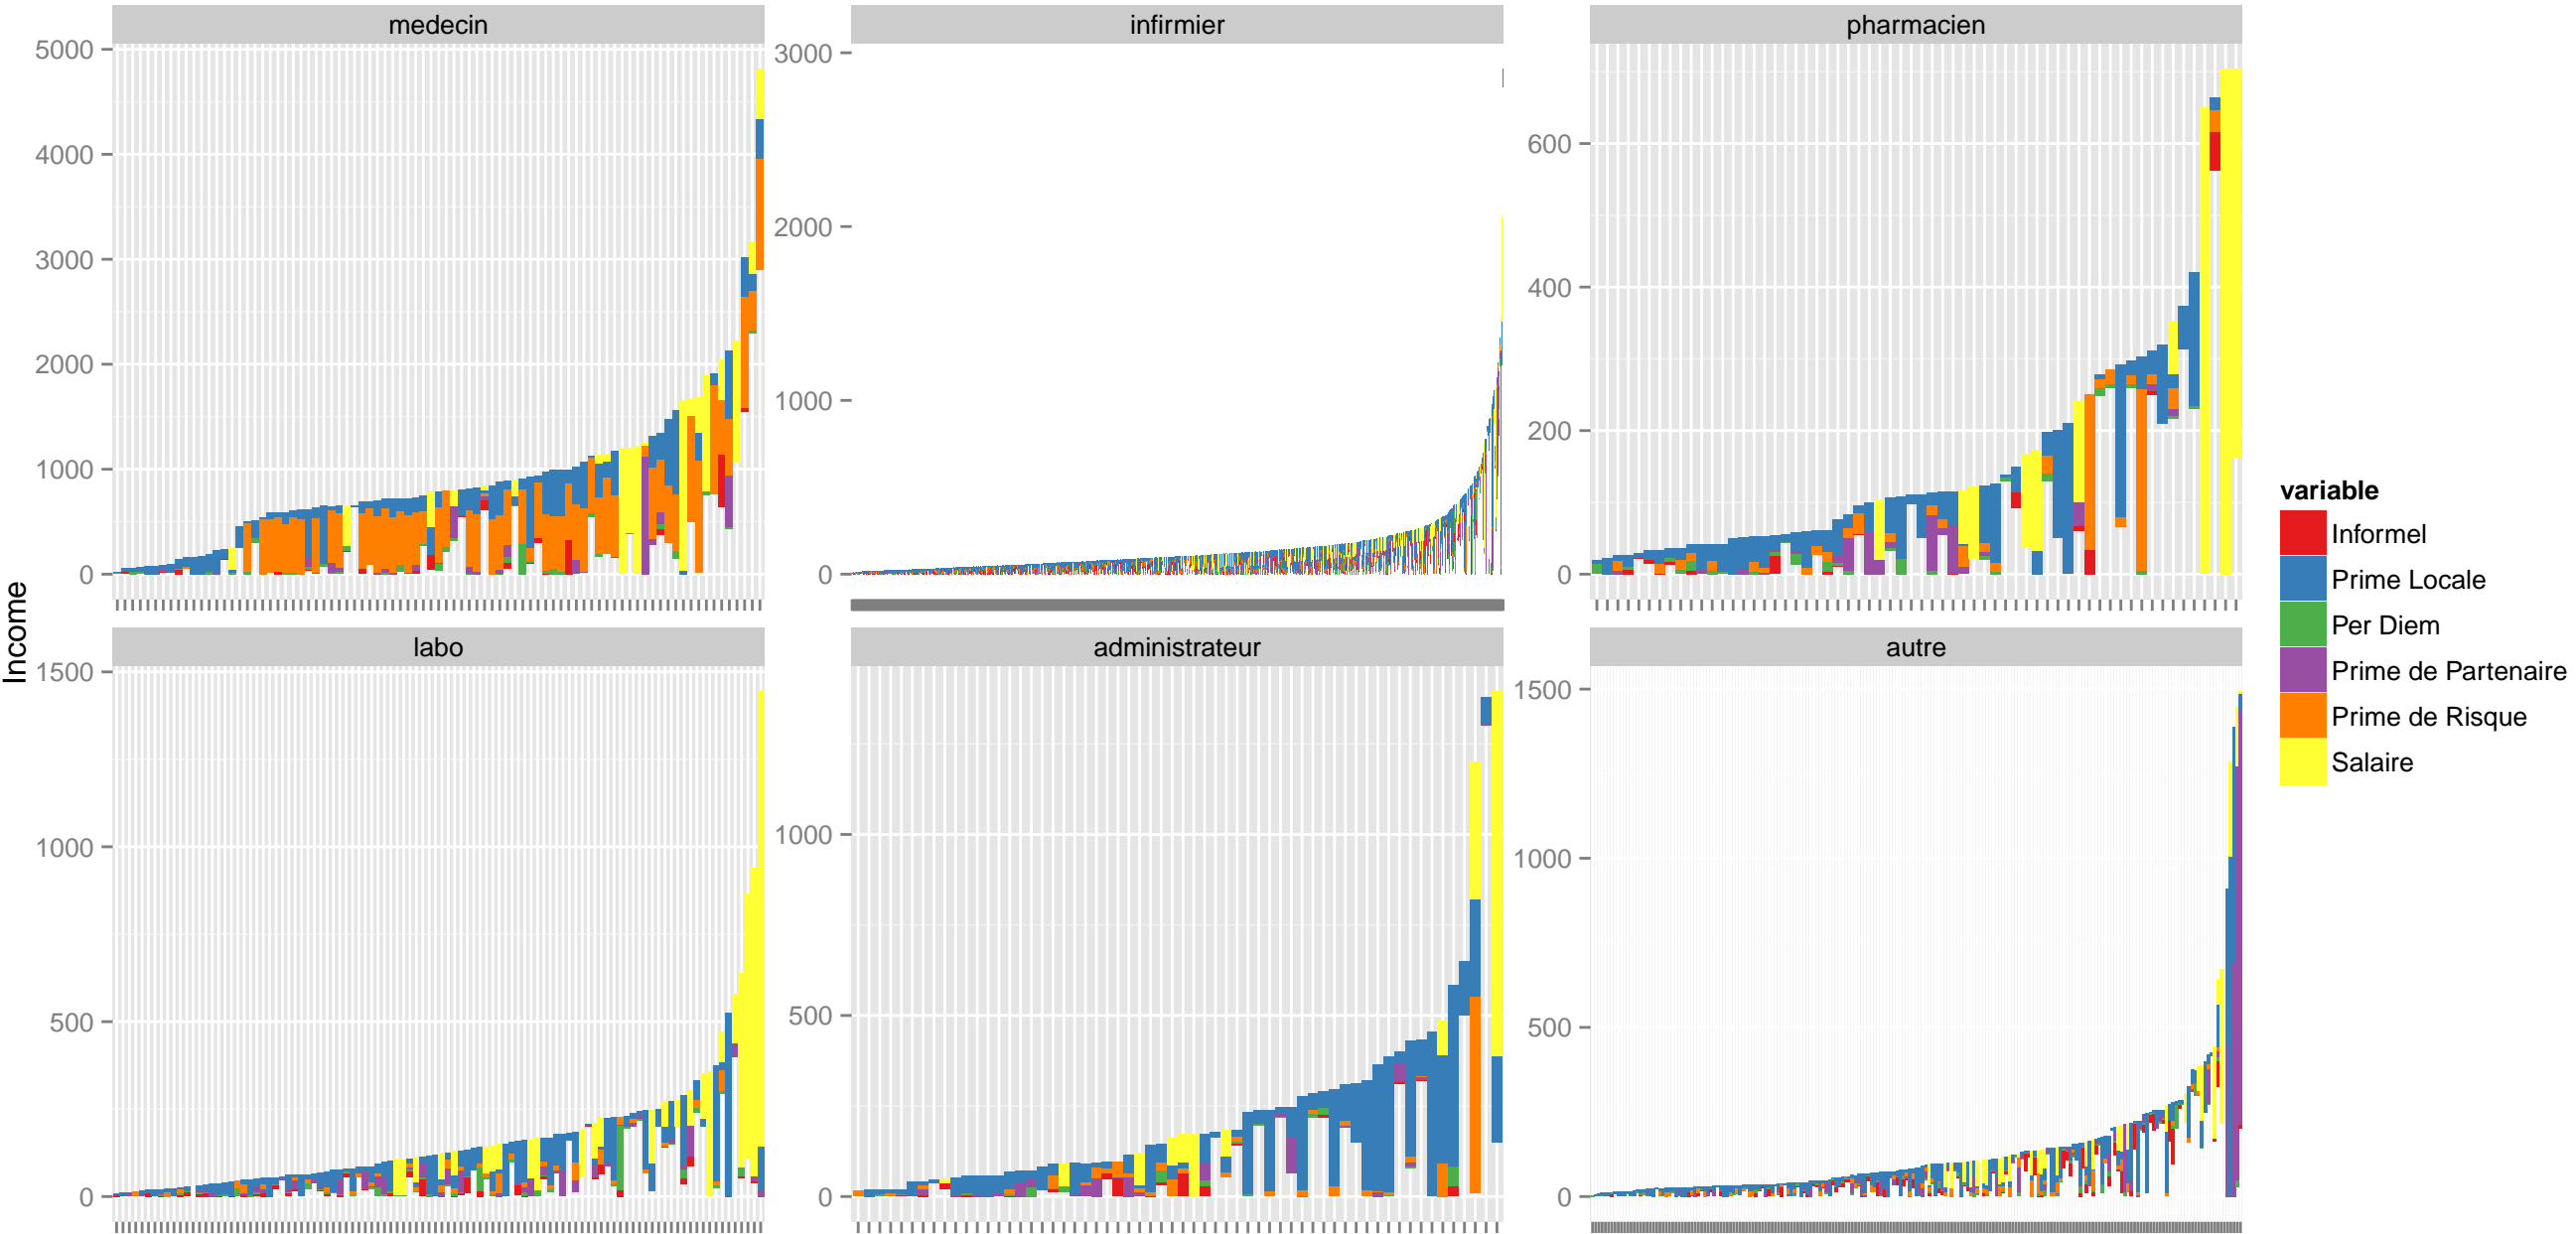 medecin
5000
4000
3000
2000
1000
0
infirmier
3000
2000
1000
0
pharmacien
600
400
200
0
Income
labo
1500
1000
500
0
administrateur
1000
500
0
autre
1500
1000
500
0
variable
Informel
Prime Locale
Per Diem
Prime de Partenaire
Prime de Risque
Salaire